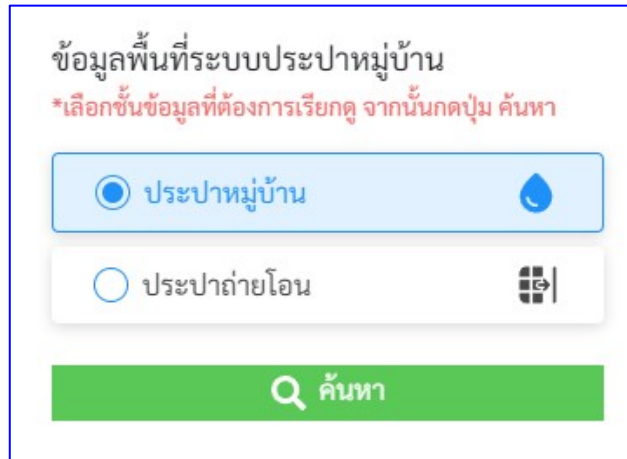 ข้อมูลพื้นที่ระบบประปาหมู่บ้าน
*เลือกชั้นข้อมูลที่ต้องการเรียกดู จากนั้นกดปุ่ม ค้นหา
ประปาหมู่บ้าน
ประปาถ่ายโอน
ค้นหา